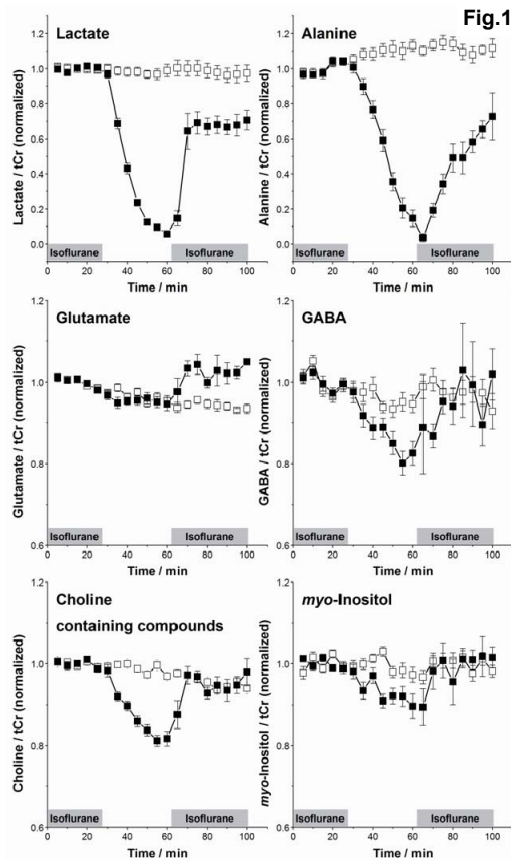 Fig.1
Lactate
Lactate / tCr (normalized)
1.2
1.0
0.8
0.6
0.4
0.2
0.0
Isoflurane
Isoflurane
0 20 40 60 80 100
Time / min
Alanine
Alanine / tCr (normalized)
1.2
1.0
0.8
0.6
0.4
0.2
0.0
Isoflurane
Isoflurane
0 20 40 60 80 100
Time / min
Glutamate
Glutamate / tCr (normalized)
1.2
1.0
0.8
0.6
Isoflurane
Isoflurane
0 20 40 60 80 100
Time / min
GABA
GABA / tCr (normalized)
1.2
1.0
0.8
0.6
Isoflurane
Isoflurane
0 20 40 60 80 100
Time / min
Choline
containing compounds
Choline / tCr (normalized)
1.2
1.0
0.8
0.6
Isoflurane
Isoflurane
0 20 40 60 80 100
Time / min
myo-Inositol
myo-Inositol / tCr (normalized)
1.2
1.0
0.8
0.6
Isoflurane
Isoflurane
0 20 40 60 80 100
Time / min